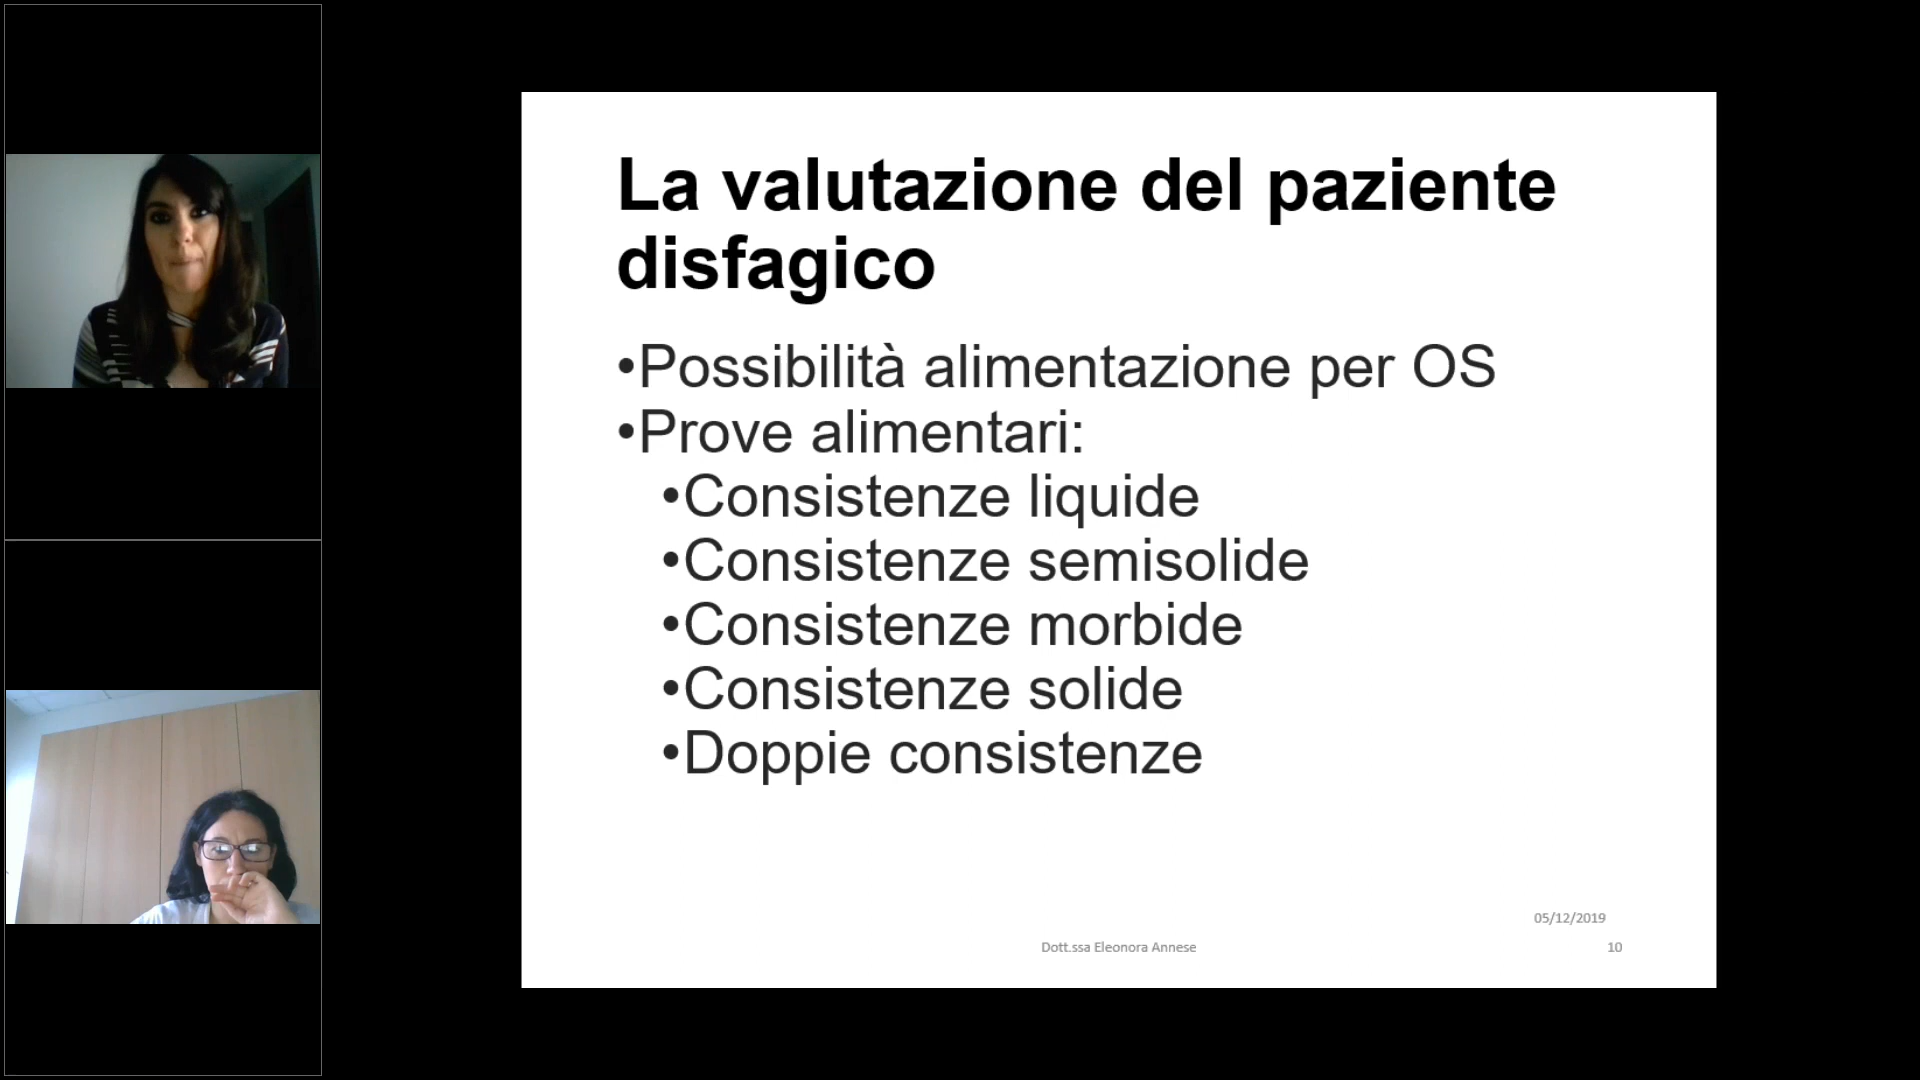 La valutazione del paziente
disfagico
•Possibilità alimentazione per OS
•Prove alimentari:
•Consistenze liquide
•Consistenze semisolide
•Consistenze morbide
•Consistenze solide
•Doppie consistenze
05/12/2019
Dott.ssa Eleonora Annese
10